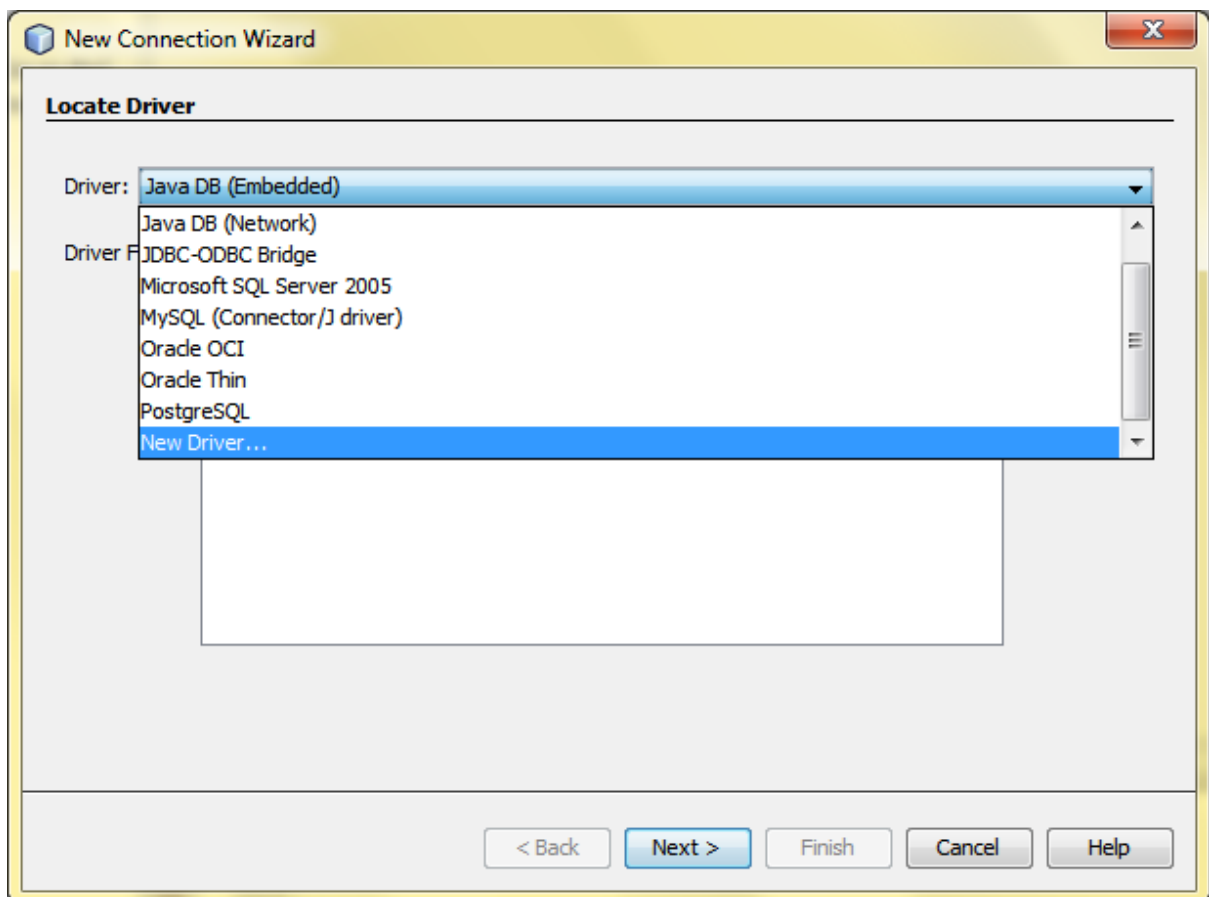 New Connection Wizard
Locate Driver
Driver: Java DB (Embedded)
Java DB (Network)
Driver F
JDBC-ODBC Bridge
Microsoft SQL Server 2005
MySQL (Connector/J driver)
Oracle OCI
Oracle Thin
PostgreSQL
New Driver...
< Back Next > Finish Cancel Help